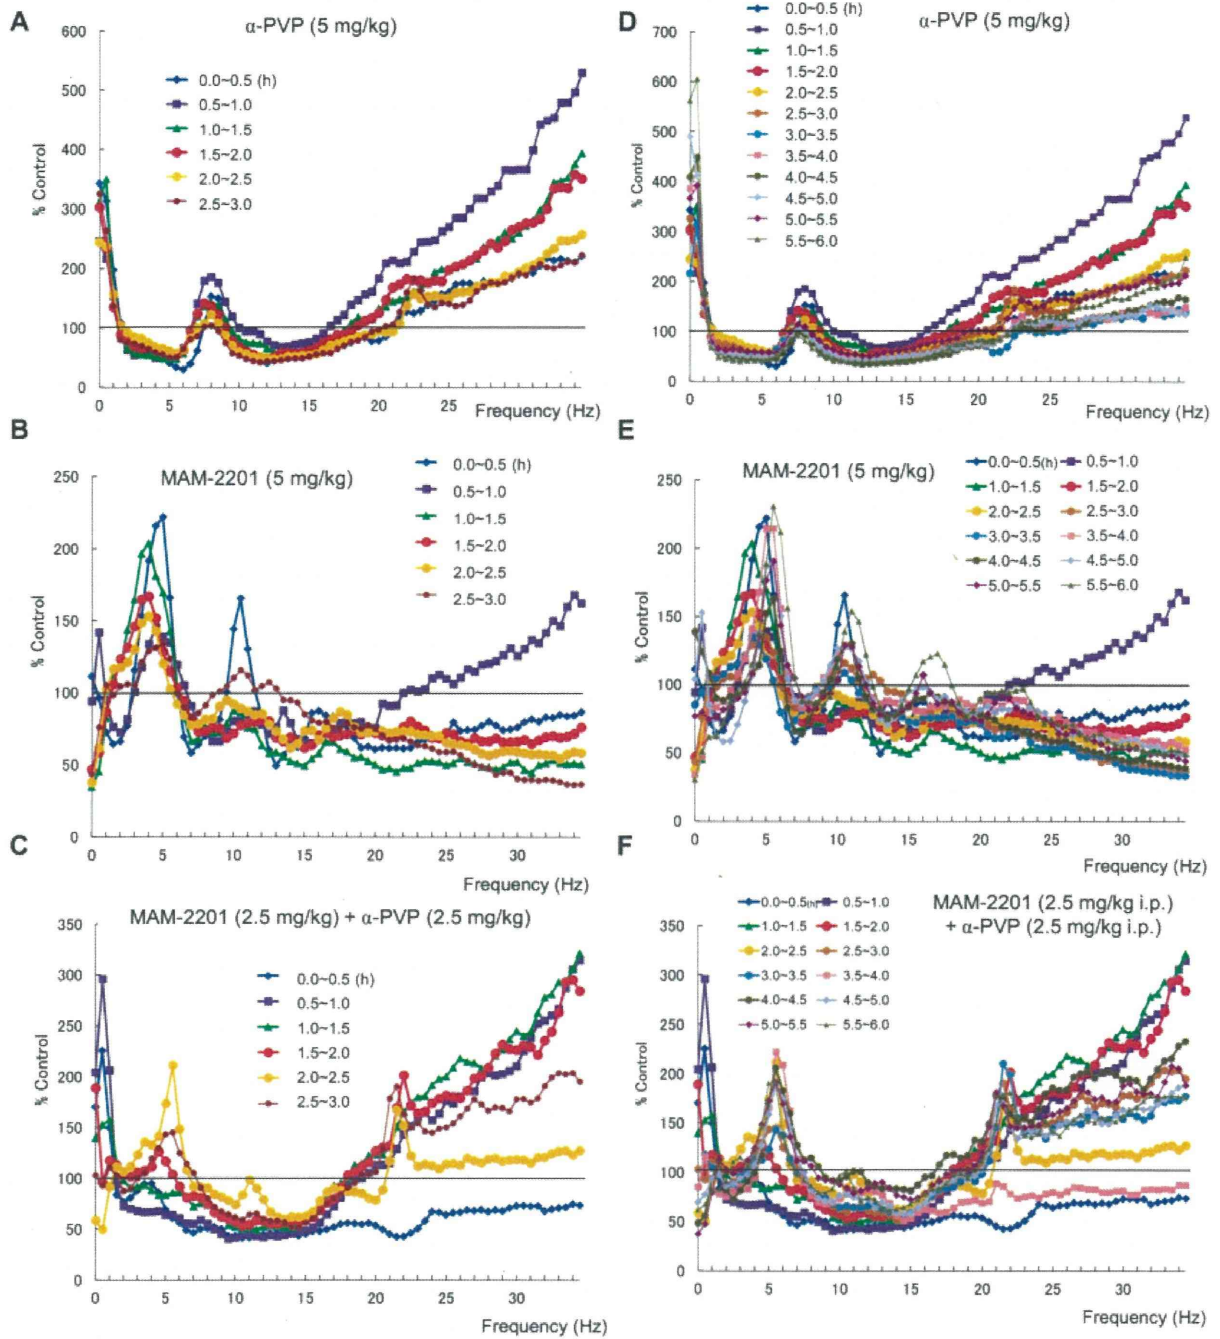 A
α-PVP (5 mg/kg)
% Control
600
500
400
300
200
100
0
0.0~0.5 (h)
0.5~1.0
1.0~1.5
1.5~2.0
2.0~2.5
2.5~3.0
0 5 10 15 20 25
Frequency (Hz)
D
α-PVP (5 mg/kg)
% Control
700
600
500
400
300
200
100
0
0.0~0.5 (h)
0.5~1.0
1.0~1.5
1.5~2.0
2.0~2.5
2.5~3.0
3.0~3.5
3.5~4.0
4.0~4.5
4.5~5.0
5.0~5.5
5.5~6.0
0 5 10 15 20 25
Frequency (Hz)
B
MAM-2201 (5 mg/kg)
% Control
250
200
150
100
50
0
0.0~0.5 (h)
0.5~1.0
1.0~1.5
1.5~2.0
2.0~2.5
2.5~3.0
0 5 10 15 20 25 30
Frequency (Hz)
E
MAM-2201 (5 mg/kg)
% Control
250
200
150
100
50
0
0.0~0.5(h) 0.5~1.0
1.0~1.5 1.5~2.0
2.0~2.5 2.5~3.0
3.0~3.5 3.5~4.0
4.0~4.5 4.5~5.0
5.0~5.5 5.5~6.0
0 5 10 15 20 25 30
Frequency (Hz)
C
MAM-2201 (2.5 mg/kg) + α-PVP (2.5 mg/kg)
% Control
350
300
250
200
150
100
50
0
0.0~0.5 (h)
0.5~1.0
1.0~1.5
1.5~2.0
2.0~2.5
2.5~3.0
0 5 10 15 20 25 30
Frequency (Hz)
F
MAM-2201 (2.5 mg/kg i.p.)
+ α-PVP (2.5 mg/kg i.p.)
% Control
350
300
250
200
150
100
50
0
0.0~0.5(h) 0.5~1.0
1.0~1.5 1.5~2.0
2.0~2.5 2.5~3.0
3.0~3.5 3.5~4.0
4.0~4.5 4.5~5.0
5.0~5.5 5.5~6.0
0 5 10 15 20 25 30
Frequency (Hz)